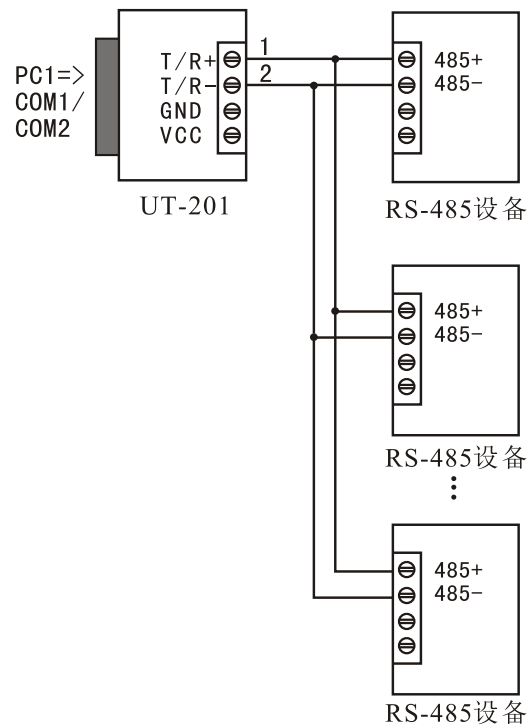 PC1=>
COM1/
COM2
T/R+
T/R-
GND
VCC
1
2
UT-201
485+
485-
RS-485设备
485+
485-
RS-485设备
485+
485-
RS-485设备